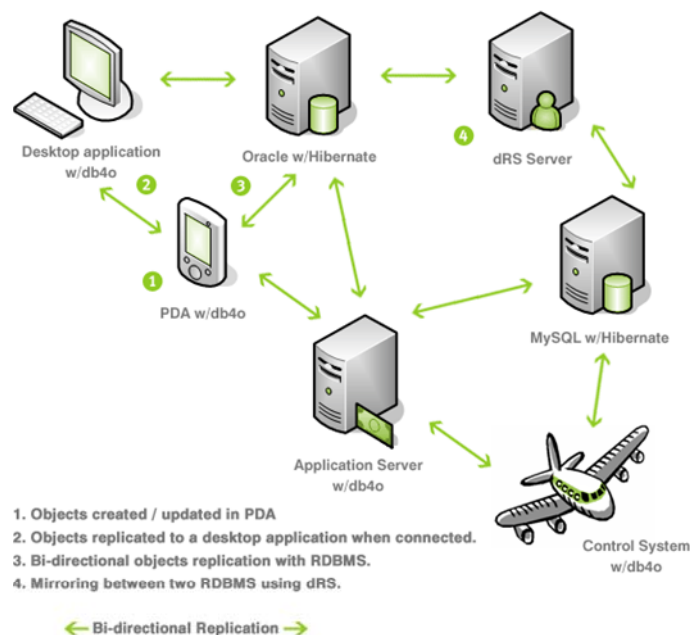 Desktop application
w/db4o
Oracle w/Hibernate
4
dRS Server
2
3
1
PDA w/db4o
MySQL w/Hibernate
Application Server
w/db4o
Control System
w/db4o
1. Objects created / updated in PDA
2. Objects replicated to a desktop application when connected.
3. Bi-directional objects replication with RDBMS.
4. Mirroring between two RDBMS using dRS.
Bi-directional Replication